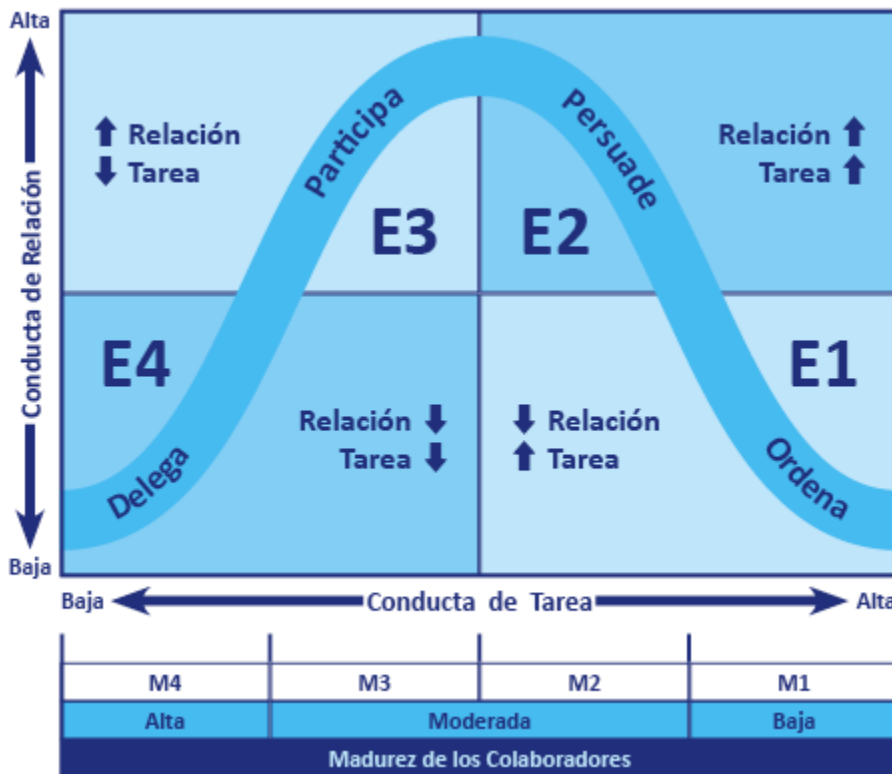 Alta
Conducta de Relación
Baja
Relación
Tarea
Participa
E3
Persuade
E2
Relación
Tarea
E4
Delega
Relación
Tarea
Relación
Tarea
E1
Ordena
Baja
Conducta de Tarea
Alta
M4 M3 M2 M1
Alta Moderada Baja
Madurez de los Colaboradores